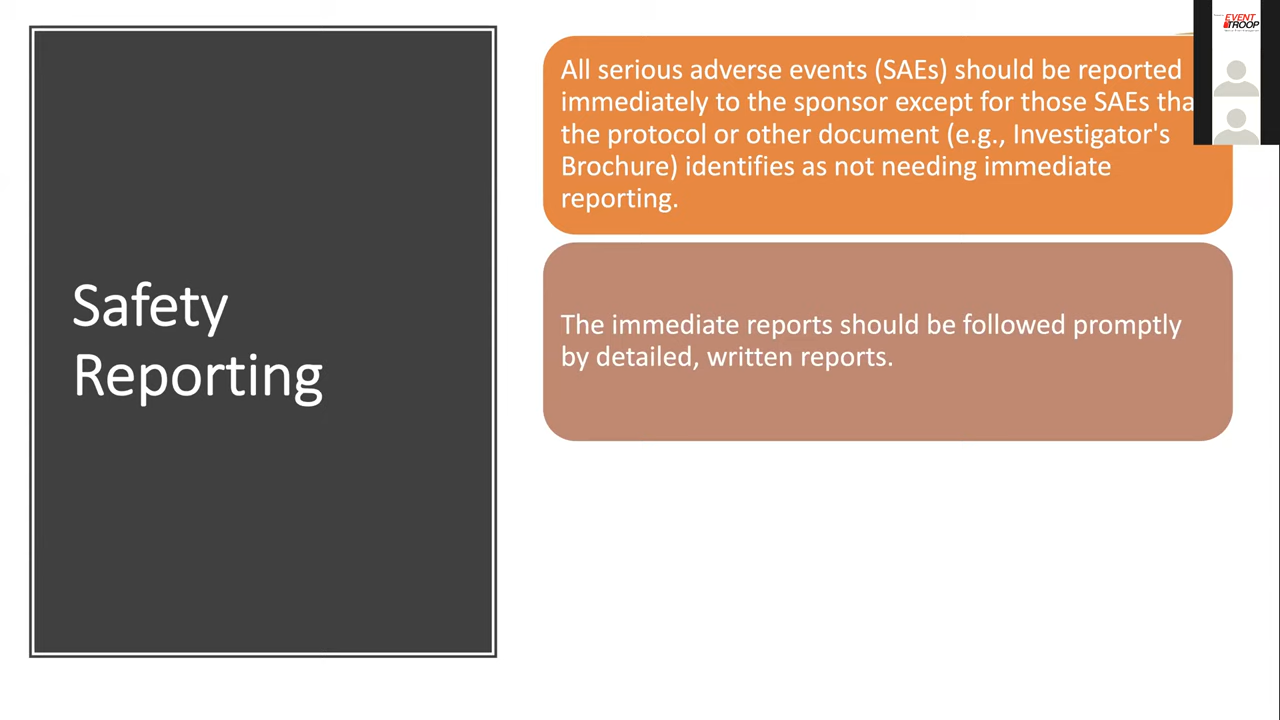 Safety
Reporting
All serious adverse events (SAEs) should be reported
immediately to the sponsor except for those SAEs
the protocol or other document (e.g., Investigator's
Brochure) identifies as not needing immediate
reporting.
The immediate reports should be followed promptly
by detailed, written reports.
EVENT
TROOP